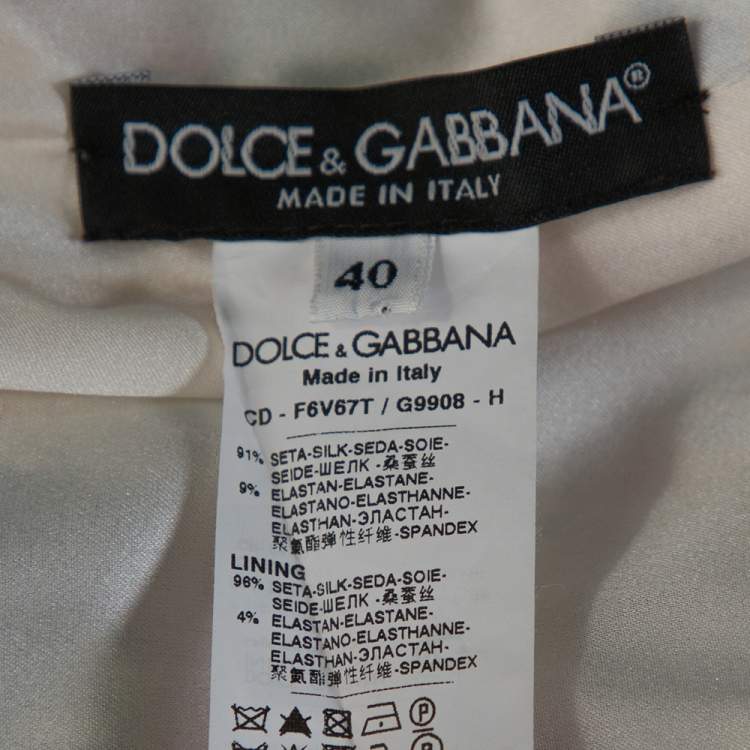 DOLCE & GABBANA®
MADE IN ITALY
40
DOLCE & GABBANA
Made in Italy
CD - F6V67T / G9908 - H
91% SETA-SILK-SEDA-SOIE-
SEIDE-ШЕЛК -桑蚕丝
9% ELASTAN-ELASTANE-
ELASTANO-ELASTHANNE-
ELASTHAN-ЭЛАСТАН-
聚氨酯弹性纤维-SPANDEX
LINING
96% SETA-SILK-SEDA-SOIE-
SEIDE-ШЕЛК -桑蚕丝
4% ELASTAN-ELASTANE-
ELASTANO-ELASTHANNE-
ELASTHAN-ЭЛАСТАН-
聚氨酯弹性纤维-SPANDEX
P